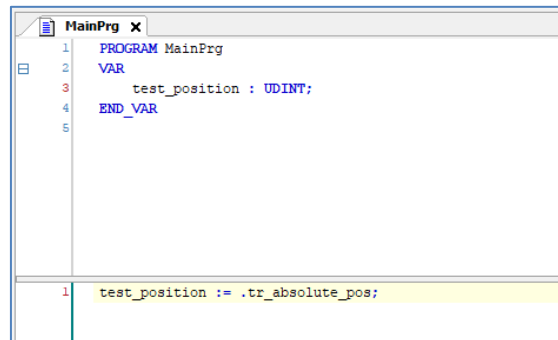 MainPrg X
1 PROGRAM MainPrg
2 VAR
3 test_position : UDINT;
4 END_VAR
5
1 test_position := .tr_absolute_pos;